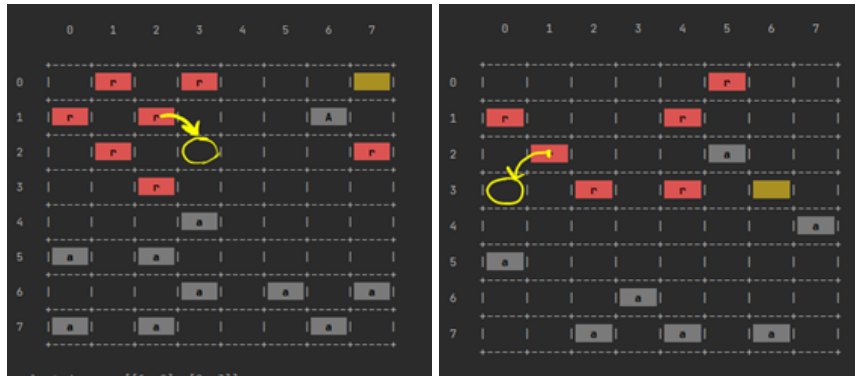 0 1 2 3 4 5 6 7
0 r r
1 r r A
2 r r
3 r
4 a
5 a a
6 a a a
7 a a a
0 1 2 3 4 5 6 7
0 r
1 r r
2 a
3 r r
4 a
5 a
6 a
7 a a a